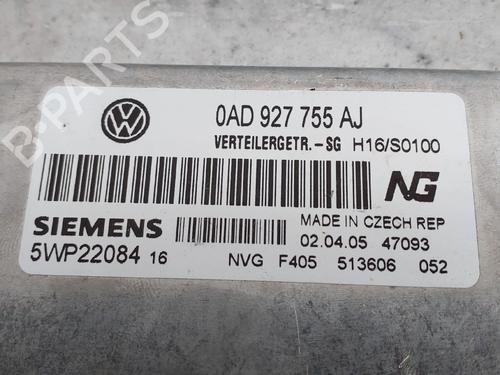 B-PARTS
0AD 927 755 AJ
VERTEILERGETR.-SG H16/S0100
NG
SIEMENS
MADE IN CZECH REP
5WP22084 16
02.04.05 47093
NVG F405 513606 052